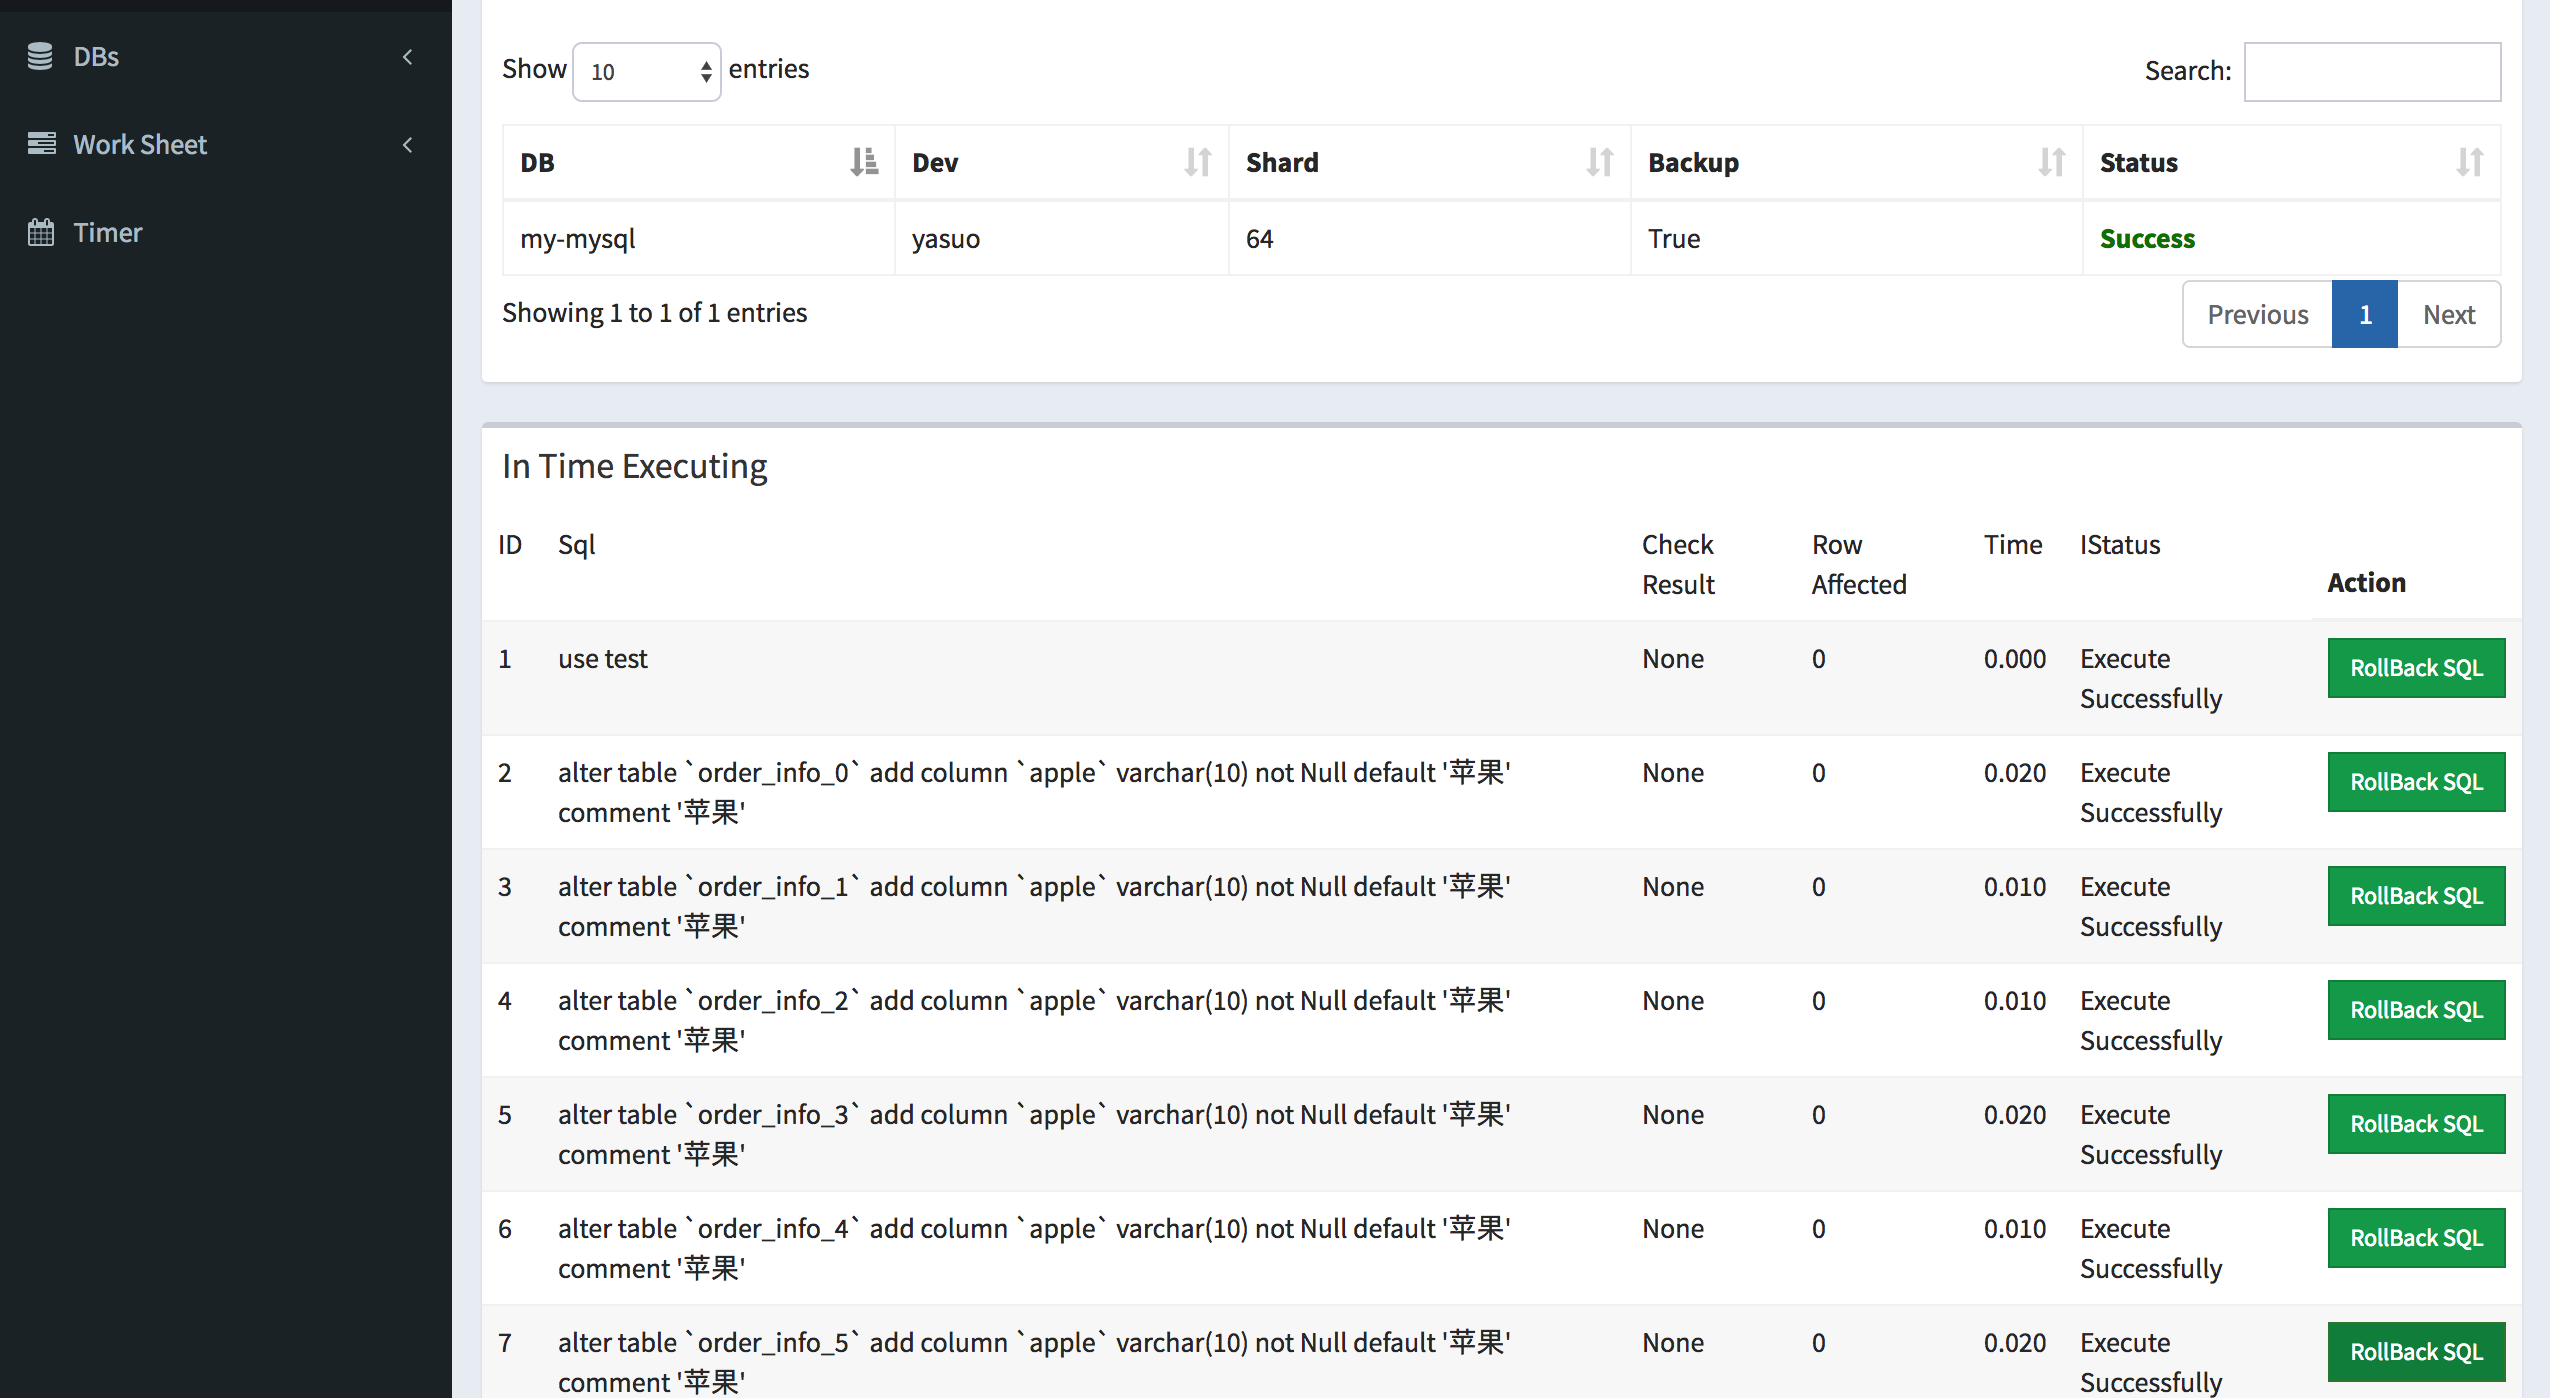 DBs
Work Sheet
Timer
Show 10 entries
Search:
DB Dev Shard Backup Status
my-mysql yasuo 64 True Success
Showing 1 to 1 of 1 entries
Previous 1 Next
In Time Executing
ID Sql Check Row Time IStatus
Result Affected
Action
1 use test None 0 0.000 Execute RollBack SQL
Successfully
2 alter table `order_info_0` add column `apple` varchar(10) not Null default '苹果' None 0 0.020 Execute RollBack SQL
comment '苹果' Successfully
3 alter table `order_info_1` add column `apple` varchar(10) not Null default '苹果' None 0 0.010 Execute RollBack SQL
comment '苹果' Successfully
4 alter table `order_info_2` add column `apple` varchar(10) not Null default '苹果' None 0 0.010 Execute RollBack SQL
comment '苹果' Successfully
5 alter table `order_info_3` add column `apple` varchar(10) not Null default '苹果' None 0 0.020 Execute RollBack SQL
comment '苹果' Successfully
6 alter table `order_info_4` add column `apple` varchar(10) not Null default '苹果' None 0 0.010 Execute RollBack SQL
comment '苹果' Successfully
7 alter table `order_info_5` add column `apple` varchar(10) not Null default '苹果' None 0 0.020 Execute RollBack SQL
comment '苹果' Successfully